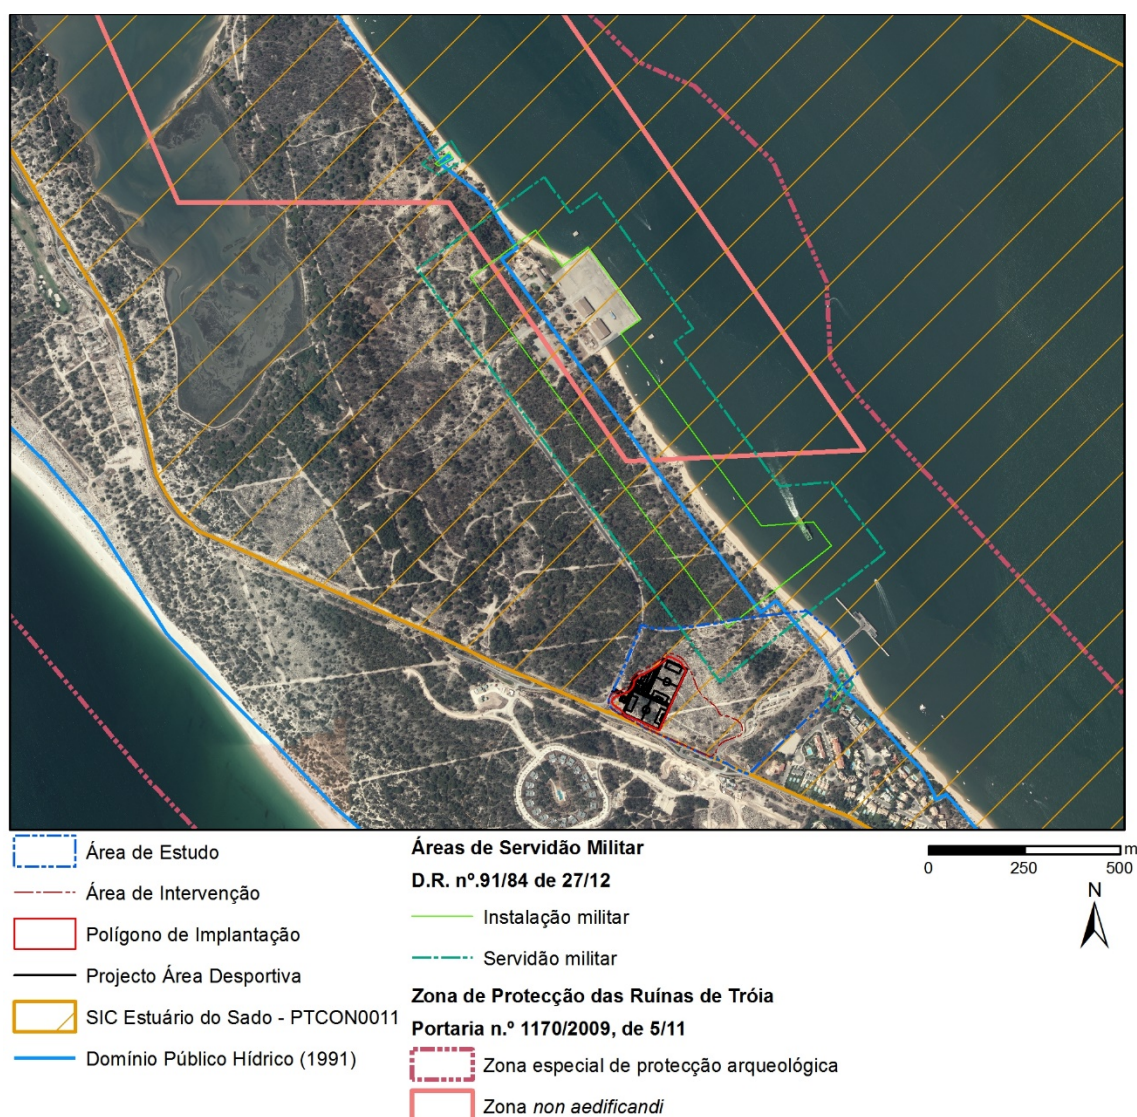 Área de Estudo
Área de Intervenção
Polígono de Implantação
Projecto Área Desportiva
SIC Estuário do Sado - PTCON0011
Domínio Público Hídrico (1991)
Áreas de Servidão Militar
D.R. nº.91/84 de 27/12
Instalação militar
Servidão militar
Zona de Protecção das Ruínas de Tróia
Portaria n.º 1170/2009, de 5/11
Zona especial de protecção arqueológica
Zona non aedificandi
m
0 250 500
N